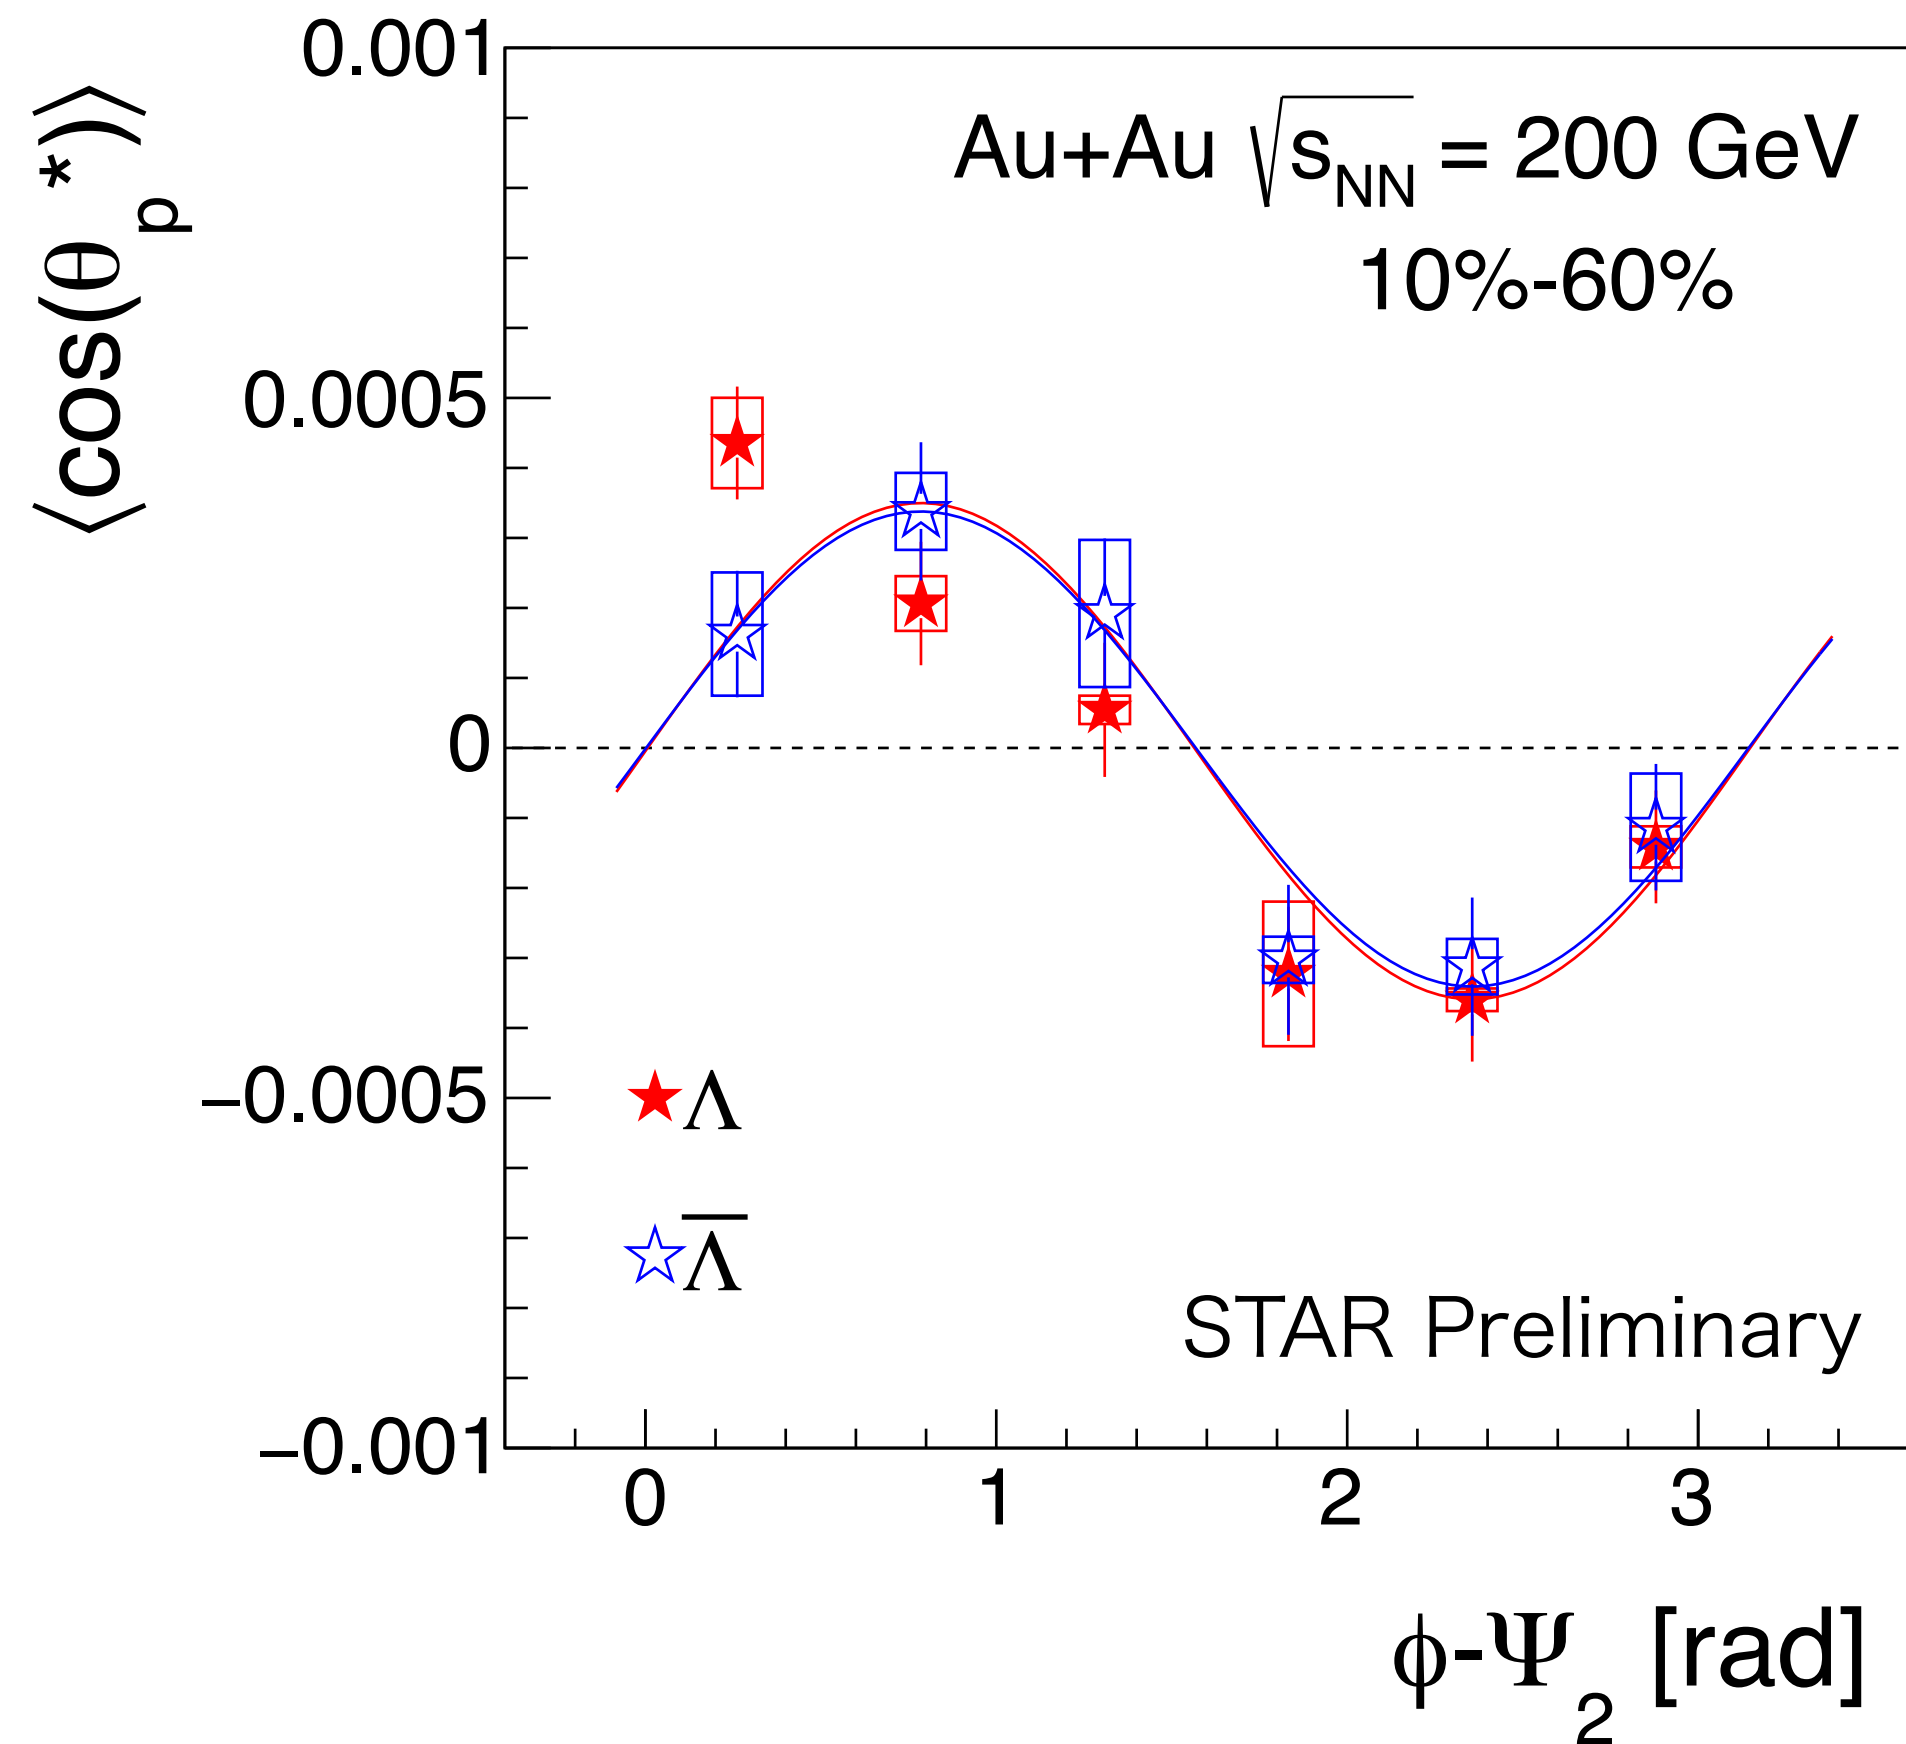 ⟨cos(θp*)⟩
0.001
0.0005
0
−0.0005
−0.001
Au+Au √sNN = 200 GeV
10%-60%
Λ
Λ̅
STAR Preliminary
0 1 2 3
ϕ-Ψ2 [rad]